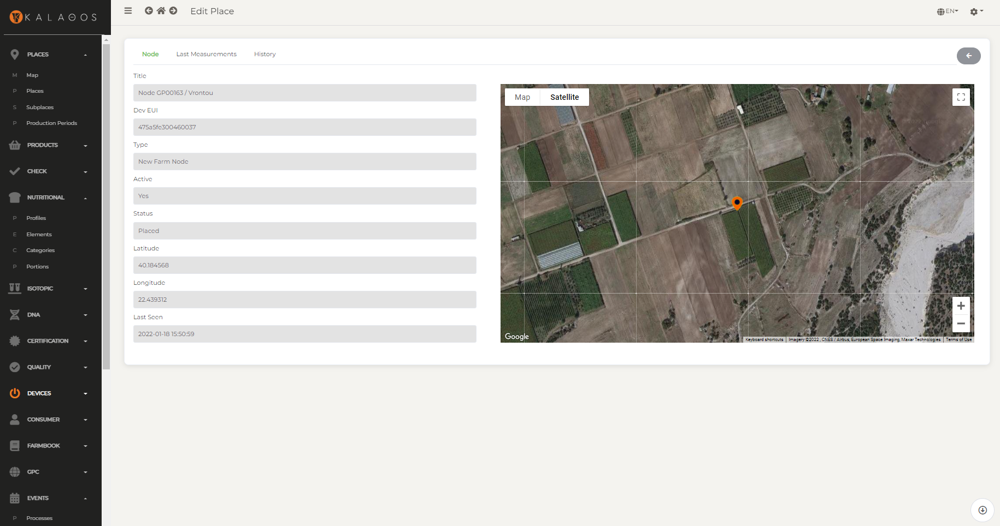 KALAΘOS
Edit Place
EN
PLACES
M Map
P Places
S Subplaces
P Production Periods
PRODUCTS
CHECK
NUTRITIONAL
P Profiles
E Elements
C Categories
P Portions
ISOTOPIC
DNA
CERTIFICATION
QUALITY
DEVICES
CONSUMER
FARMBOOK
GPC
EVENTS
P Processes
Node Last Measurements History
Title
Node GP00163 / Vrontou
Dev EUI
475a5fe300460037
Type
New Farm Node
Active
Yes
Status
Placed
Latitude
40.184568
Longitude
22.439312
Last Seen
2022-01-18 15:50:59
Map Satellite
Google
Keyboard shortcuts Imagery ©2022 , CNES / Airbus, European Space Imaging, Maxar Technologies Terms of Use